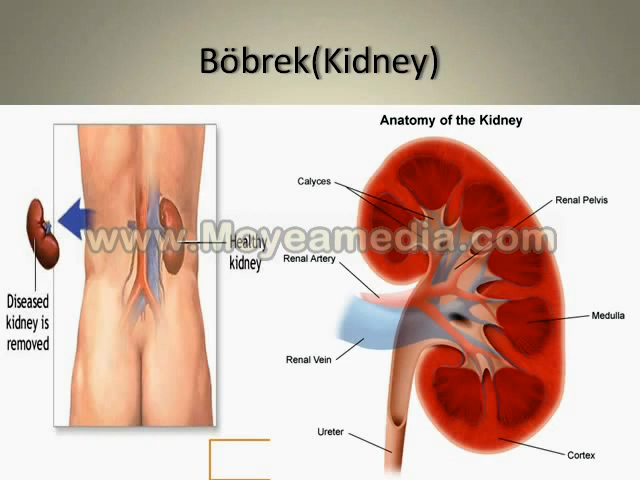 Böbrek(Kidney)
Anatomy of the Kidney
Calyces
Renal Pelvis
www.Moyeamedia.com
Healthy
kidney
Renal Artery
Diseased
kidney is
removed
Medulla
Renal Vein
Ureter
Cortex